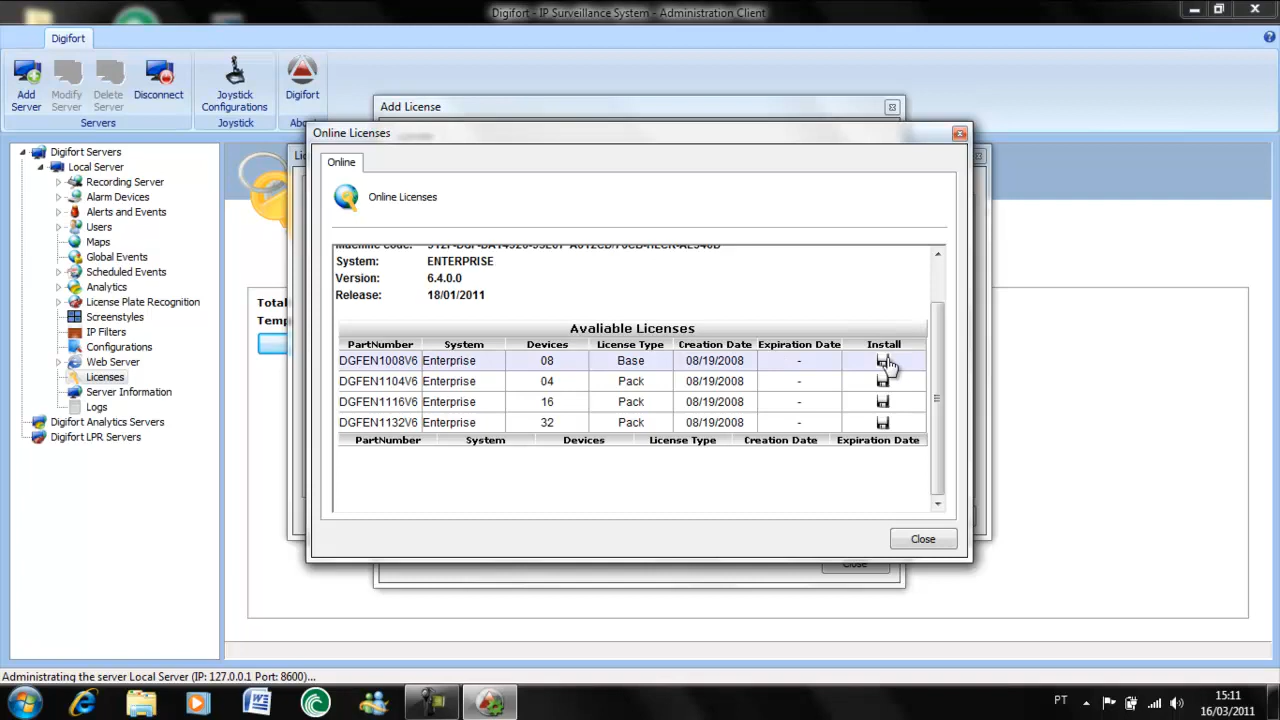 Digifort - IP Surveillance System - Administration Client
Digifort
Add Server
Modify Server
Delete Server
Disconnect
Joystick Configurations
Digifort
Servers
Joystick
Abo
Add License
Online Licenses
Online
Online Licenses
System: ENTERPRISE
Version: 6.4.0.0
Release: 18/01/2011
Avaliable Licenses
PartNumber System Devices License Type Creation Date Expiration Date Install
DGFEN1008V6 Enterprise 08 Base 08/19/2008 -
DGFEN1104V6 Enterprise 04 Pack 08/19/2008 -
DGFEN1116V6 Enterprise 16 Pack 08/19/2008 -
DGFEN1132V6 Enterprise 32 Pack 08/19/2008 -
PartNumber System Devices License Type Creation Date Expiration Date
Close
Close
Digifort Servers
Local Server
Recording Server
Alarm Devices
Alerts and Events
Users
Maps
Global Events
Scheduled Events
Analytics
License Plate Recognition
Screenstyles
IP Filters
Configurations
Web Server
Licenses
Server Information
Logs
Digifort Analytics Servers
Digifort LPR Servers
Total
Temp
Administrating the server Local Server (IP: 127.0.0.1 Port: 8600)...
PT
15:11
16/03/2011